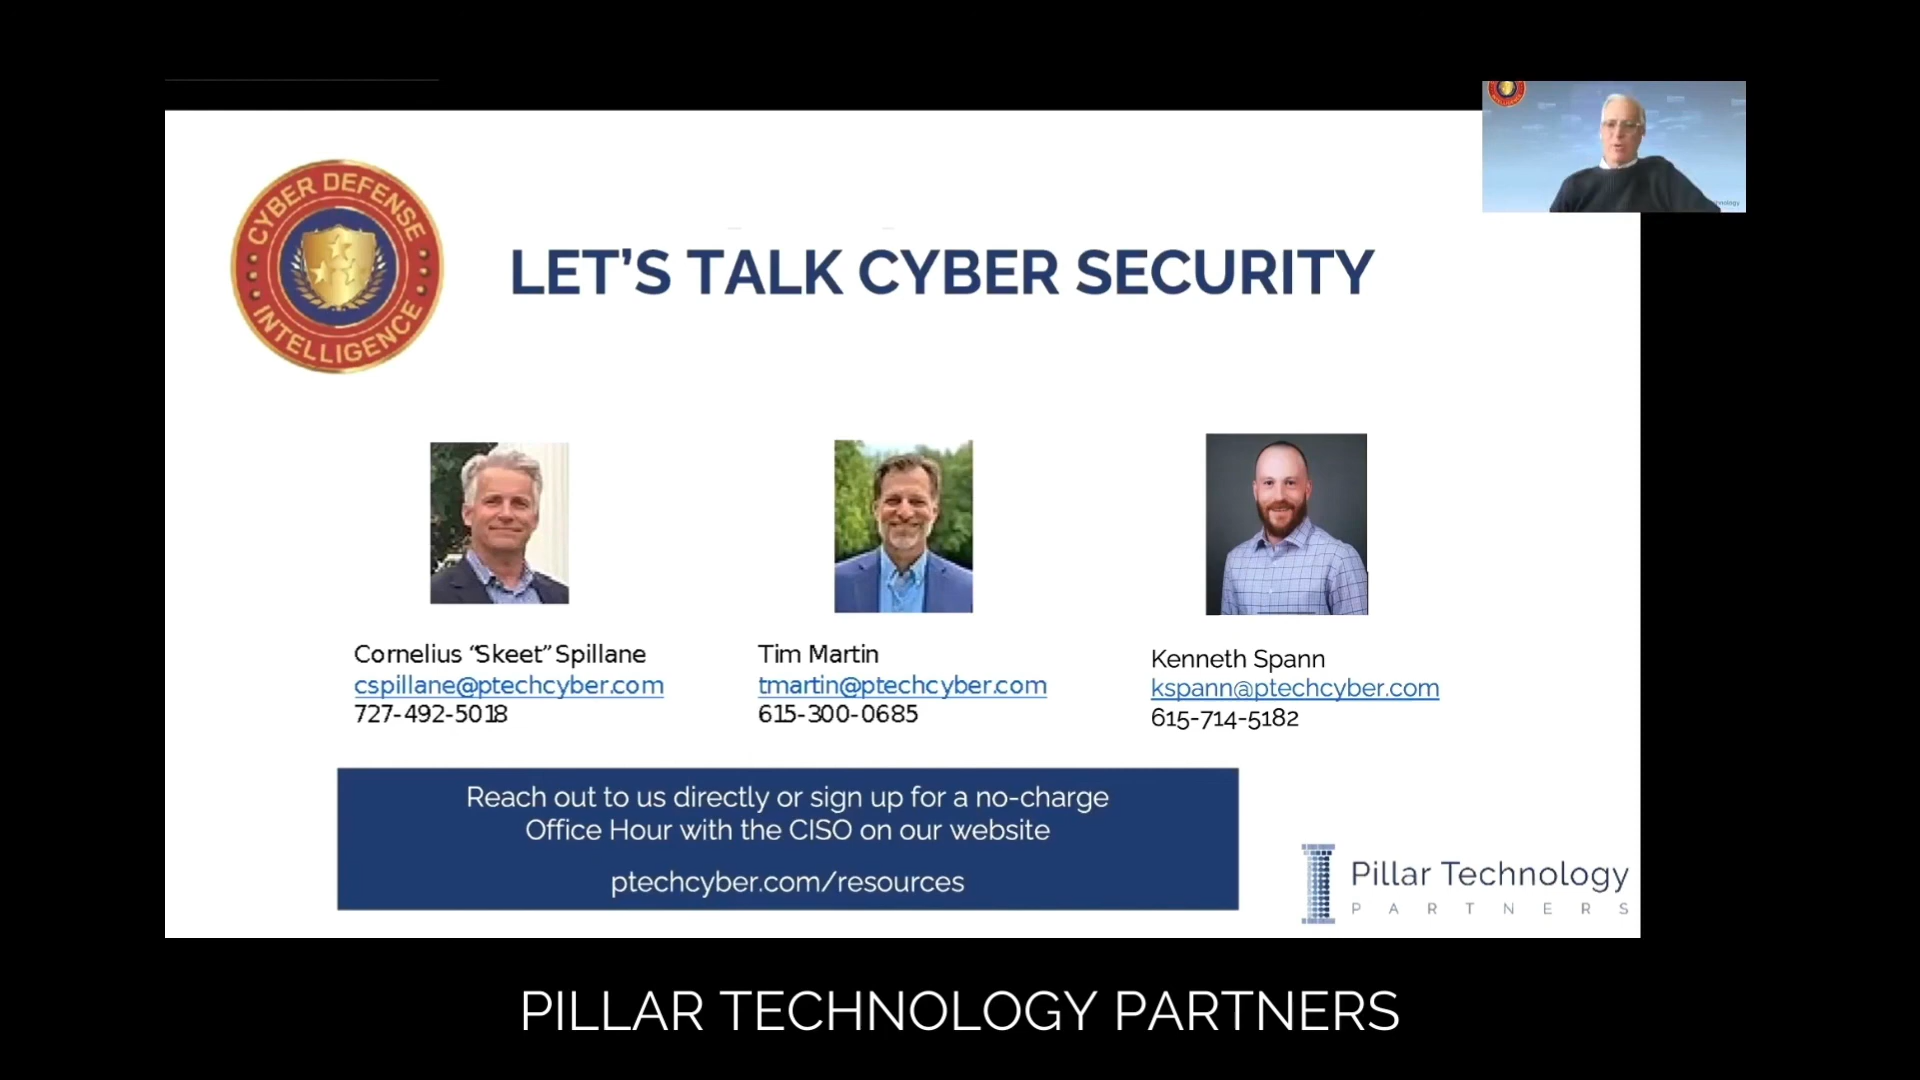 CYBER DEFENSE
INTELLIGENCE
LET’S TALK CYBER SECURITY
Cornelius “Skeet” Spillane
cspillane@ptechcyber.com
727-492-5018
Tim Martin
tmartin@ptechcyber.com
615-300-0685
Kenneth Spann
kspann@ptechcyber.com
615-714-5182
Reach out to us directly or sign up for a no-charge
Office Hour with the CISO on our website
ptechcyber.com/resources
Pillar Technology
PARTNERS
PILLAR TECHNOLOGY PARTNERS